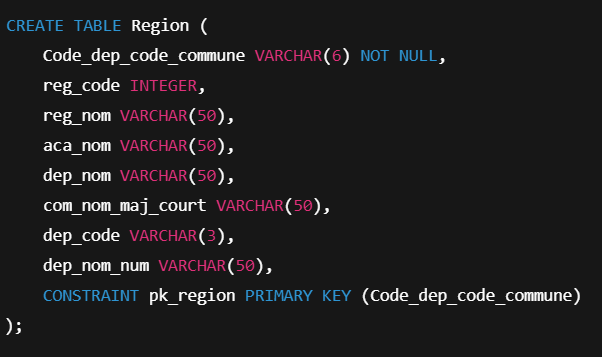 CREATE TABLE Region (
    Code_dep_code_commune VARCHAR(6) NOT NULL,
    reg_code INTEGER,
    reg_nom VARCHAR(50),
    aca_nom VARCHAR(50),
    dep_nom VARCHAR(50),
    com_nom_maj_court VARCHAR(50),
    dep_code VARCHAR(3),
    dep_nom_num VARCHAR(50),
    CONSTRAINT pk_region PRIMARY KEY (Code_dep_code_commune)
);